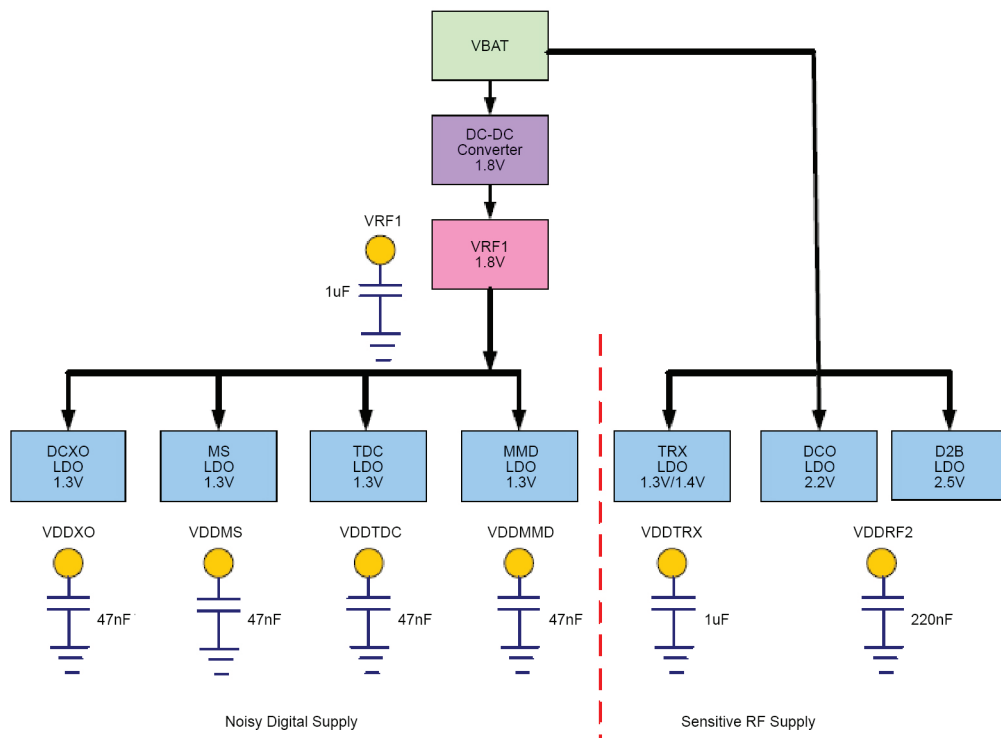 VBAT
DC-DC
Converter
1.8V
VRF1
VRF1
1.8V
1uF
DCXO
LDO
1.3V
MS
LDO
1.3V
TDC
LDO
1.3V
MMD
LDO
1.3V
TRX
LDO
1.3V/1.4V
DCO
LDO
2.2V
D2B
LDO
2.5V
VDDXO
VDDMS
VDDTDC
VDDMMD
VDDTRX
VDDRF2
47nF
47nF
47nF
47nF
1uF
220nF
Noisy Digital Supply
Sensitive RF Supply